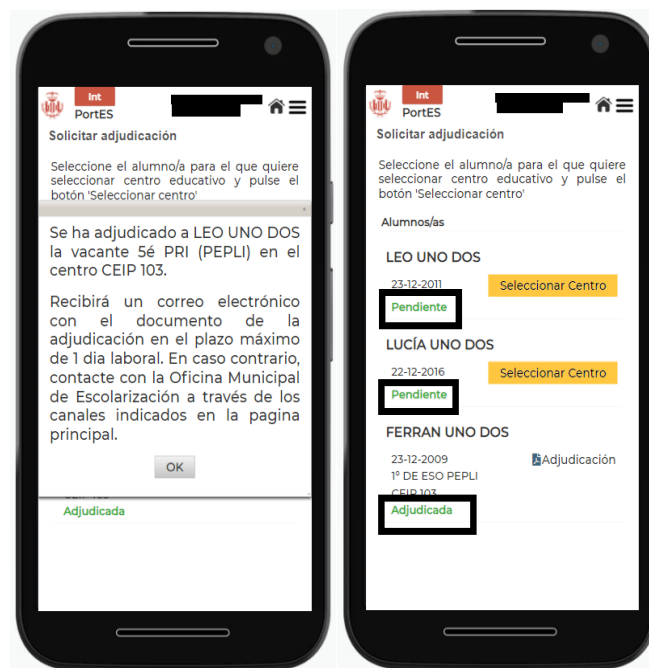 Int
PortES
Solicitar adjudicación
Seleccione el alumno/a para el que quiere
seleccionar centro educativo y pulse el
botón 'Seleccionar centro'
Se ha adjudicado a LEO UNO DOS
la vacante 5é PRI (PEPLI) en el
centro CEIP 103.
Recibirá un correo electrónico
con el documento de la
adjudicación en el plazo máximo
de 1 dia laboral. En caso contrario,
contacte con la Oficina Municipal
de Escolarización a través de los
canales indicados en la pagina
principal.
OK
Adjudicada
Int
PortES
Solicitar adjudicación
Seleccione el alumno/a para el que quiere
seleccionar centro educativo y pulse el
botón 'Seleccionar centro'
Alumnos/as
LEO UNO DOS
23-12-2011 Seleccionar Centro
Pendiente
LUCÍA UNO DOS
22-12-2016 Seleccionar Centro
Pendiente
FERRAN UNO DOS
23-12-2009 Adjudicación
1º DE ESO PEPLI
CEIP 103
Adjudicada